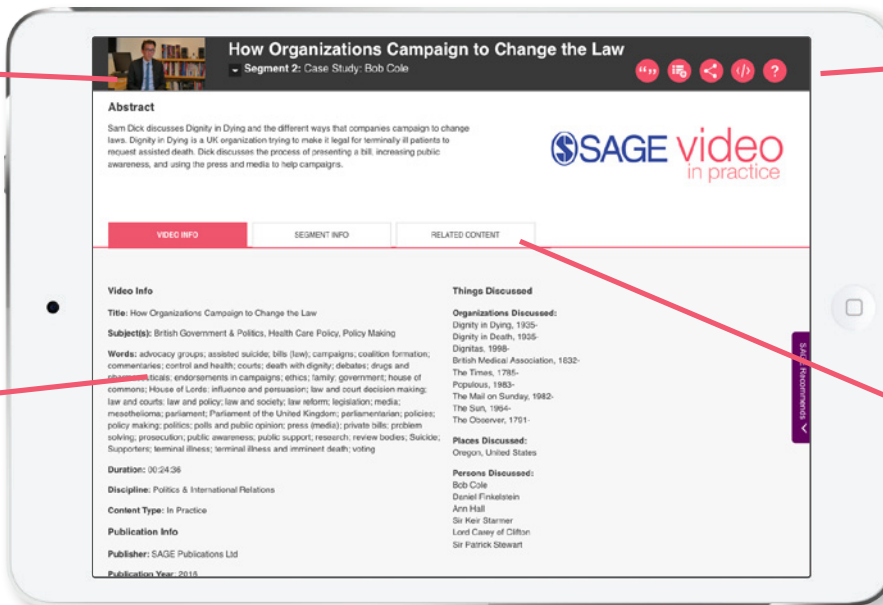 How Organizations Campaign to Change the Law
Segment 2: Case Study: Bob Cole
Abstract
Sam Dick discusses Dignity in Dying and the different ways that companies campaign to change
laws. Dignity in Dying is a UK organization trying to make it legal for terminally ill patients to
request assisted death. Dick discusses the process of presenting a bill, increasing public
awareness, and using the press and media to help campaigns.
SAGE video
in practice
VIDEO INFO
SEGMENT INFO
RELATED CONTENT
Video Info
Title: How Organizations Campaign to Change the Law
Subject(s): British Government & Politics, Health Care Policy, Policy Making
Words: advocacy groups; assisted suicide; bills (law); campaigns; coalition formation;
commentaries; control and health; courts; death with dignity; debates; drugs and
endorsements in campaigns; ethics; family; government; house of
commons; House of Lords; influence and persuasion; law and court decision making;
law and courts; law and policy; law and society; law reform; legislation; media;
mesothelioma; parliament; Parliament of the United Kingdom; parliamentarian; policies;
policy making; politics; polls and public opinion; press (media); private bills; problem
solving; prosecution; public awareness; public support; research; review bodies; Suicide;
Supporters; terminal illness; terminal illness and imminent death; voting
Duration: 00:24:36
Discipline: Politics & International Relations
Content Type: In Practice
Publication Info
Publisher: SAGE Publications Ltd
Publication Year: 2016
Things Discussed
Organizations Discussed:
Dignity in Dying, 1935-
Dignity in Death, 1935-
Dignitas, 1998-
British Medical Association, 1832-
The Times, 1785-
Populous, 1983-
The Mail on Sunday, 1982-
The Sun, 1964-
The Observer, 1791-
Places Discussed:
Oregon, United States
Persons Discussed:
Bob Cole
Daniel Finkelstein
Ann Hall
Sir Keir Starmer
Lord Carey of Clifton
Sir Patrick Stewart
SAGE Recommends